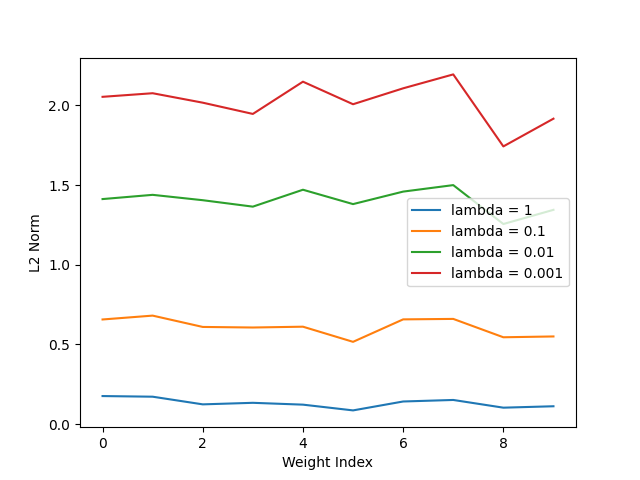 2.0
1.5
1.0
0.5
0.0
L2 Norm
lambda = 1
lambda = 0.1
lambda = 0.01
lambda = 0.001
0 2 4 6 8
Weight Index